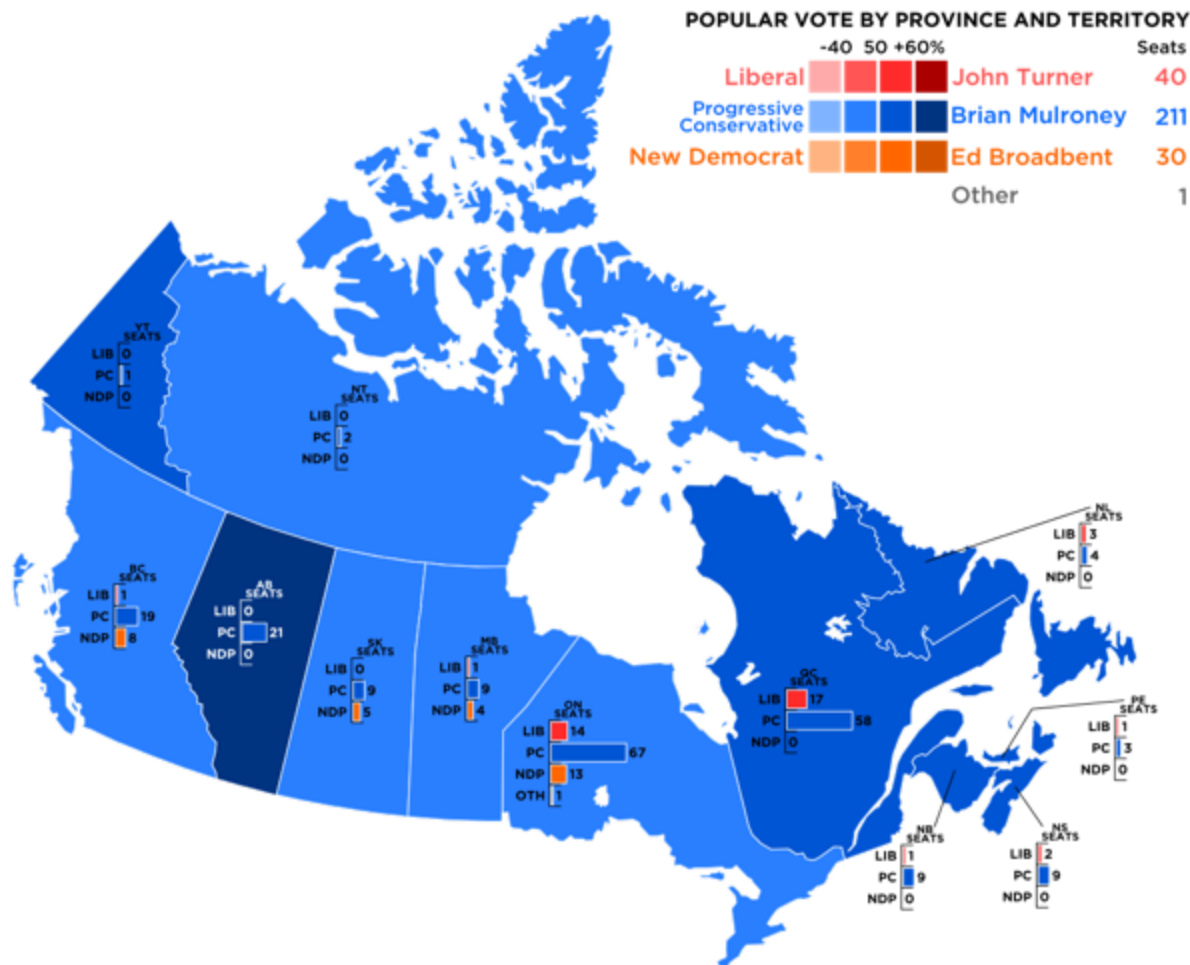 POPULAR VOTE BY PROVINCE AND TERRITORY
-40 50 +60% Seats
Liberal John Turner 40
Progressive
Conservative Brian Mulroney 211
New Democrat Ed Broadbent 30
Other 1
YT
SEATS
LIB 0
PC 1
NDP 0
NT
SEATS
LIB 0
PC 2
NDP 0
NL
SEATS
LIB 3
PC 4
NDP 0
BC
SEATS
LIB 1
PC 19
NDP 8
AB
SEATS
LIB 0
PC 21
NDP 0
SK
SEATS
LIB 0
PC 9
NDP 5
MB
SEATS
LIB 1
PC 9
NDP 4
ON
SEATS
LIB 14
PC 67
NDP 13
OTH 1
QC
SEATS
LIB 17
PC 58
NDP 0
PE
SEATS
LIB 1
PC 3
NDP 0
NB
SEATS
LIB 1
PC 9
NDP 0
NS
SEATS
LIB 2
PC 9
NDP 0